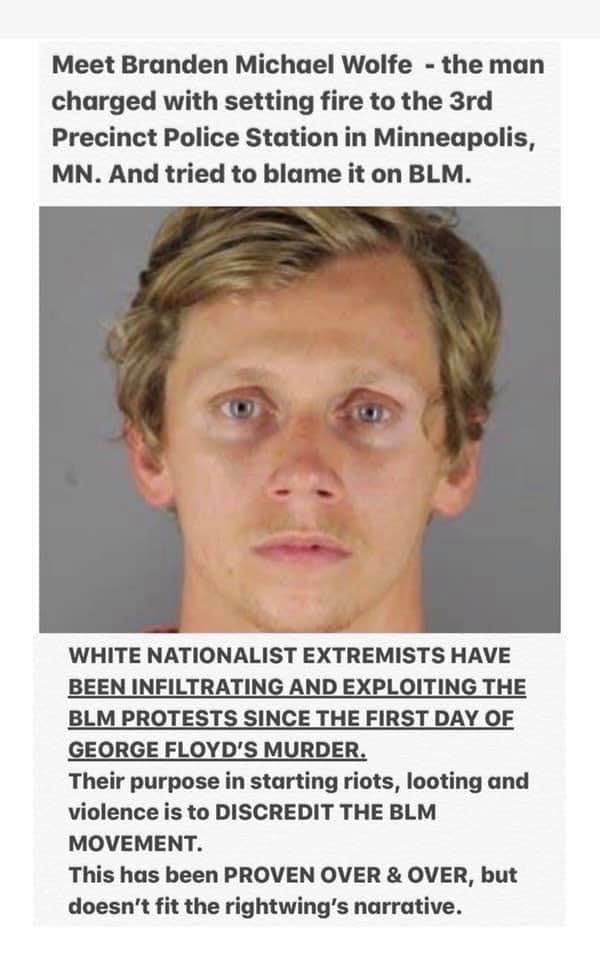 Meet Branden Michael Wolfe - the man
charged with setting fire to the 3rd
Precinct Police Station in Minneapolis,
MN. And tried to blame it on BLM.
WHITE NATIONALIST EXTREMISTS HAVE
BEEN INFILTRATING AND EXPLOITING THE
BLM PROTESTS SINCE THE FIRST DAY OF
GEORGE FLOYD'S MURDER.
Their purpose in starting riots, looting and
violence is to DISCREDIT THE BLM
MOVEMENT.
This has been PROVEN OVER & OVER, but
doesn't fit the rightwing's narrative.